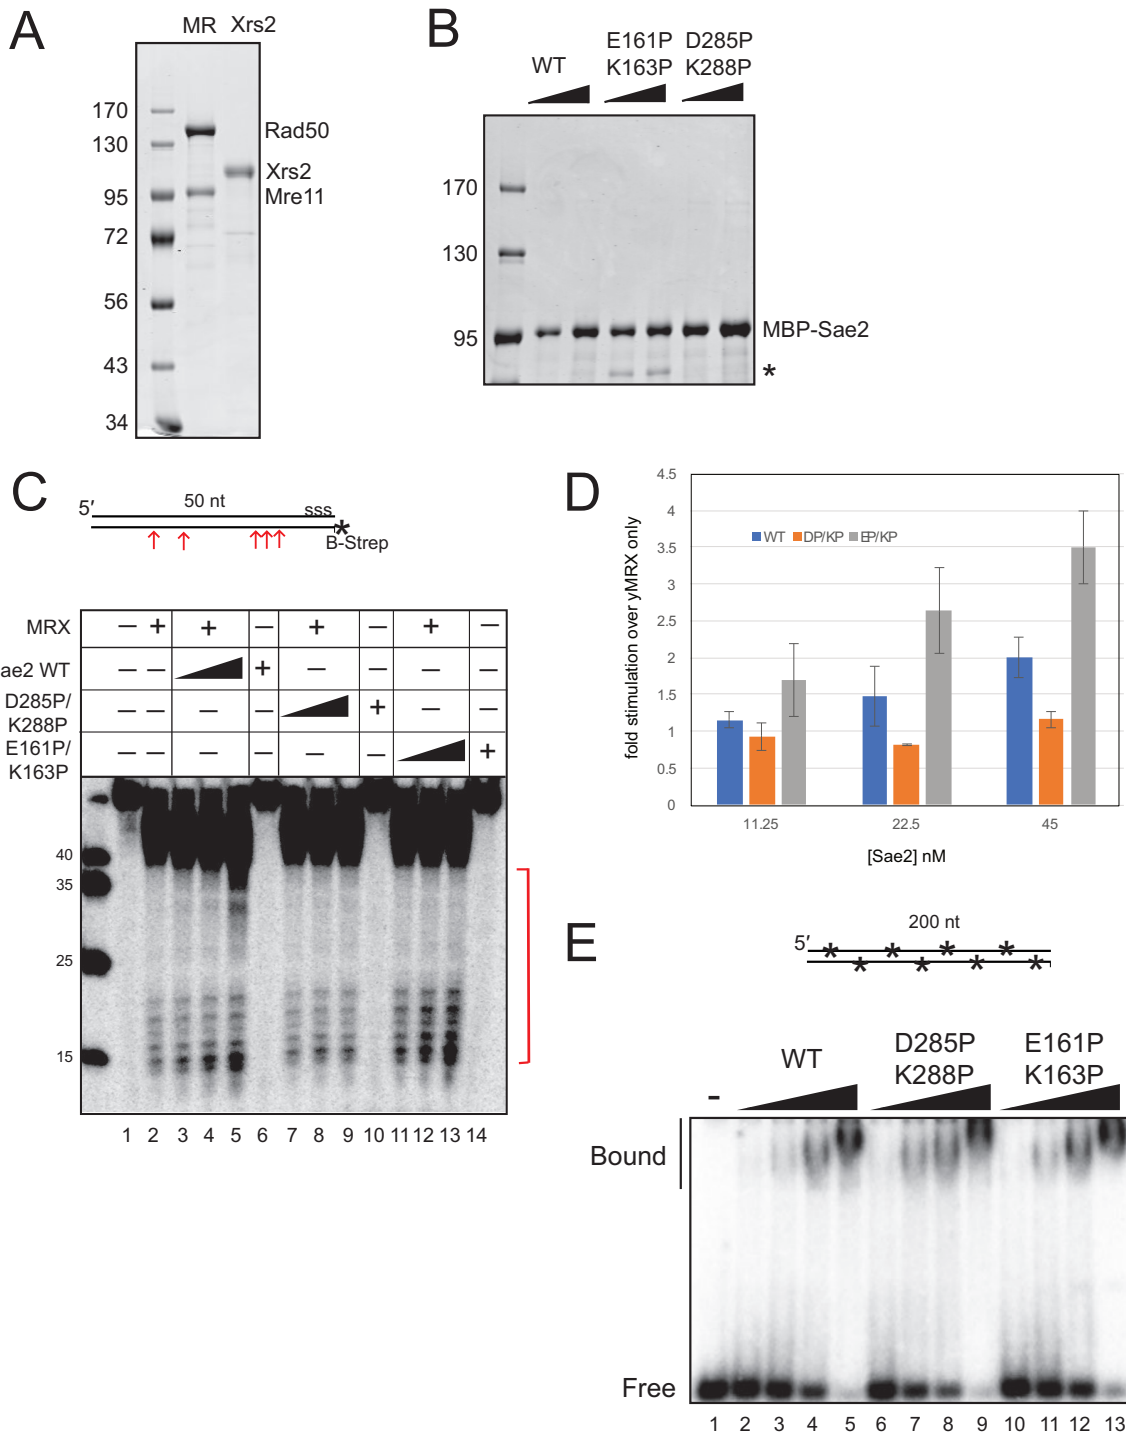 A
MR Xrs2
170
130
95
72
56
43
34
Rad50
Xrs2
Mre11
B
WT
E161P
K163P
D285P
K288P
170
130
95
MBP-Sae2
*
C
5′
50 nt
sss
*
B-Strep
MRX — + + — + — + —
ae2 WT — — + — — — —
D285P/
K288P — — — — + — —
E161P/
K163P — — — — — — +
40
35
25
15
1 2 3 4 5 6 7 8 9 10 11 12 13 14
D
fold stimulation over yMRX only
4.5
4
3.5
3
2.5
2
1.5
1
0.5
0
WT DP/KP EP/KP
11.25 22.5 45
[Sae2] nM
E
200 nt
5′
* * * *
* * * *
-
WT
D285P
K288P
E161P
K163P
Bound
Free
1 2 3 4 5 6 7 8 9 10 11 12 13